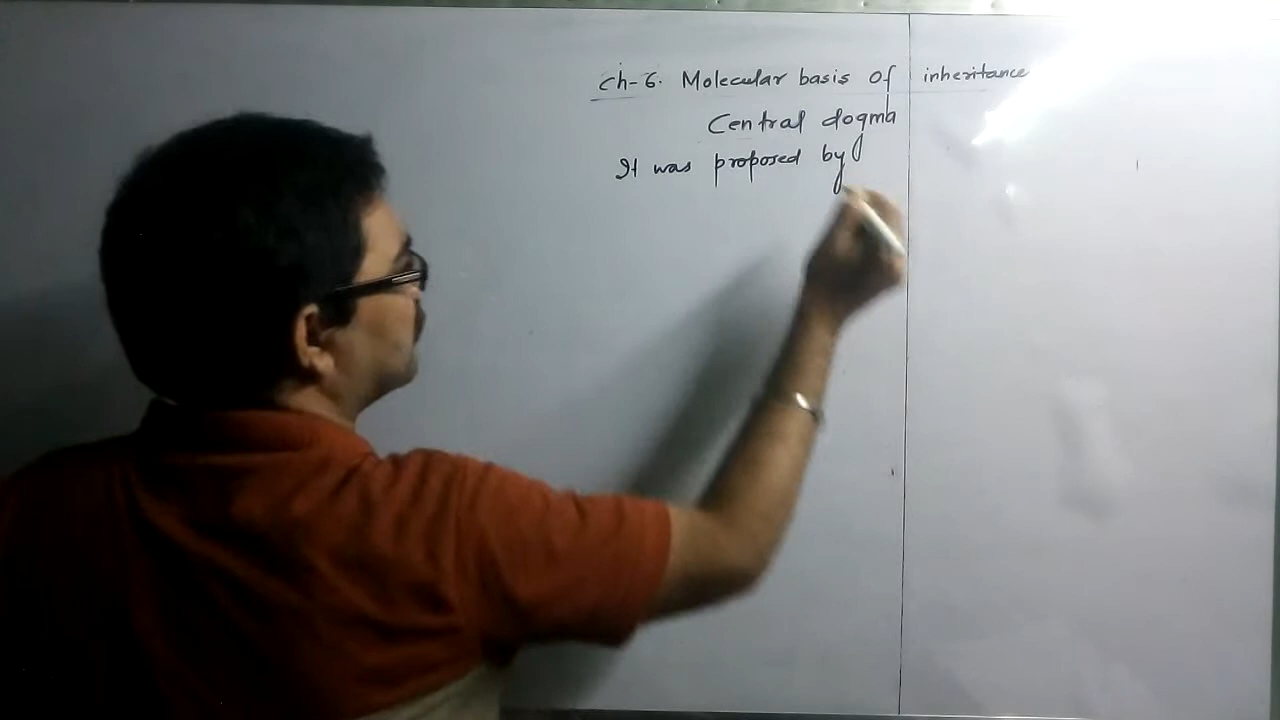 Ch-6. Molecular basis of inheritance
Central dogma
It was proposed by